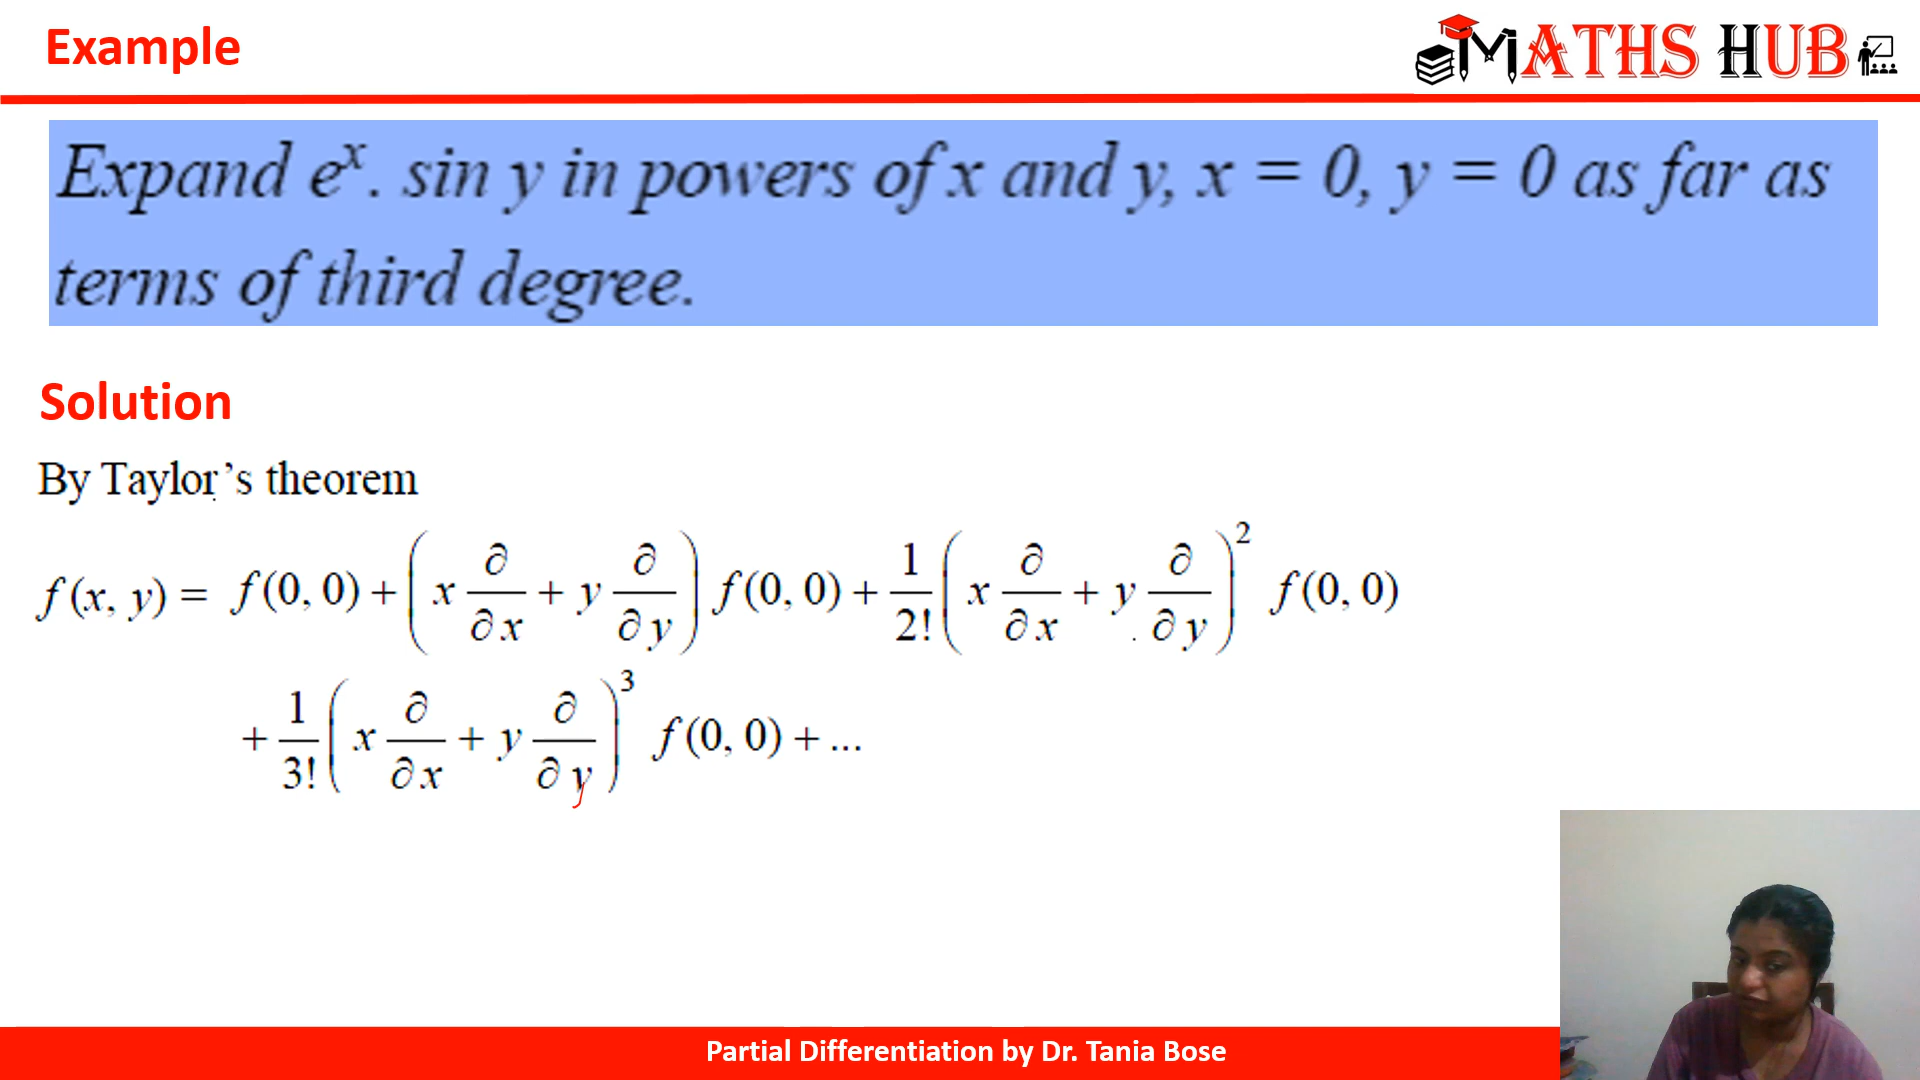 Example
MATHS HUB
Expand e^x . sin y in powers of x and y, x = 0, y = 0 as far as
terms of third degree.
Solution
By Taylor’s theorem
f (x, y) = f (0, 0) + ( x ∂/∂x + y ∂/∂y ) f (0, 0) + 1/2! ( x ∂/∂x + y ∂/∂y )^2 f (0, 0)
+ 1/3! ( x ∂/∂x + y ∂/∂y )^3 f (0, 0) + ...
Partial Differentiation by Dr. Tania Bose